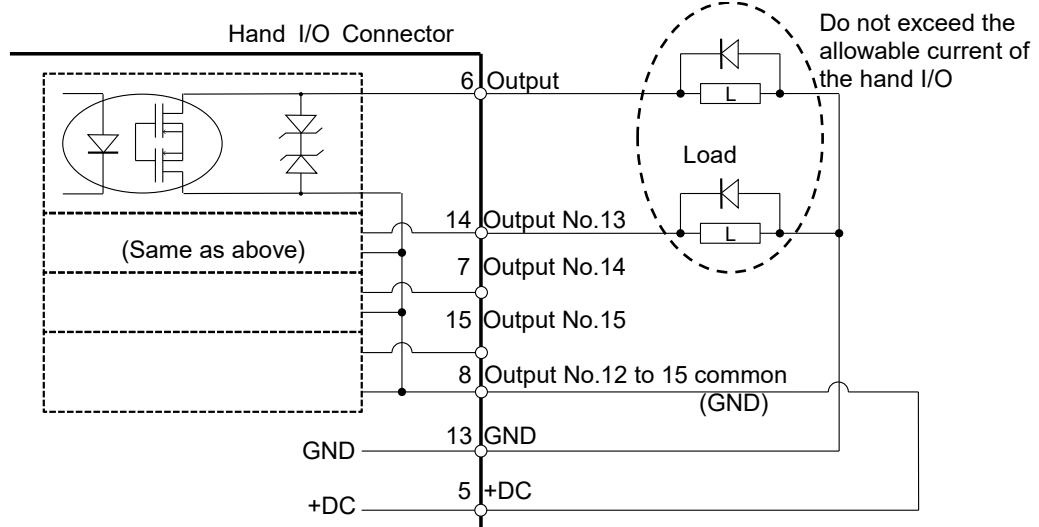 Hand I/O Connector
Do not exceed the
allowable current of
the hand I/O
6 Output
L
Load
14 Output No.13
L
(Same as above)
7 Output No.14
15 Output No.15
8 Output No.12 to 15 common
(GND)
GND 13 GND
+DC 5 +DC